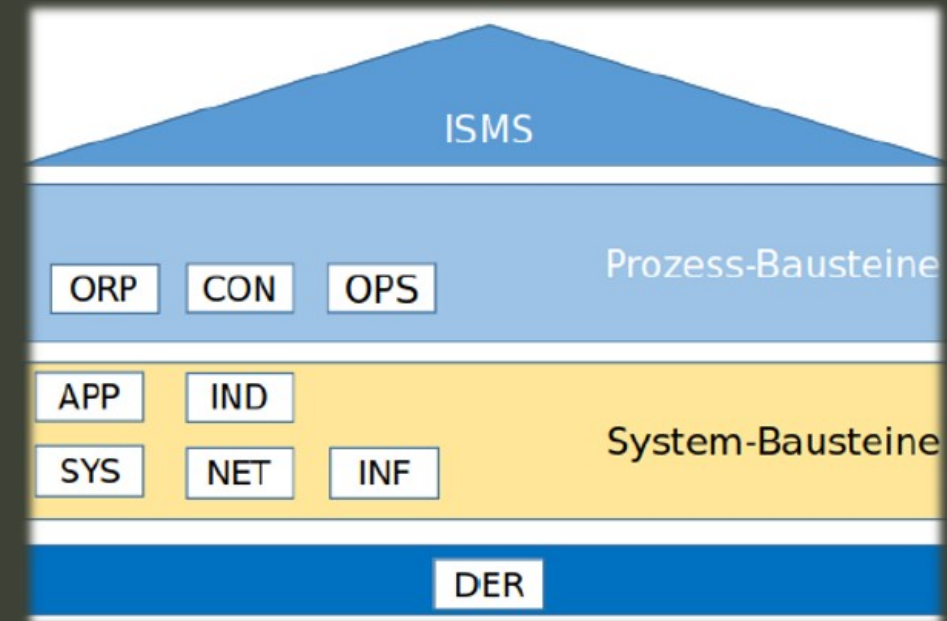 ISMS
Prozess-Bausteine
ORP CON OPS
APP IND
System-Bausteine
SYS NET INF
DER